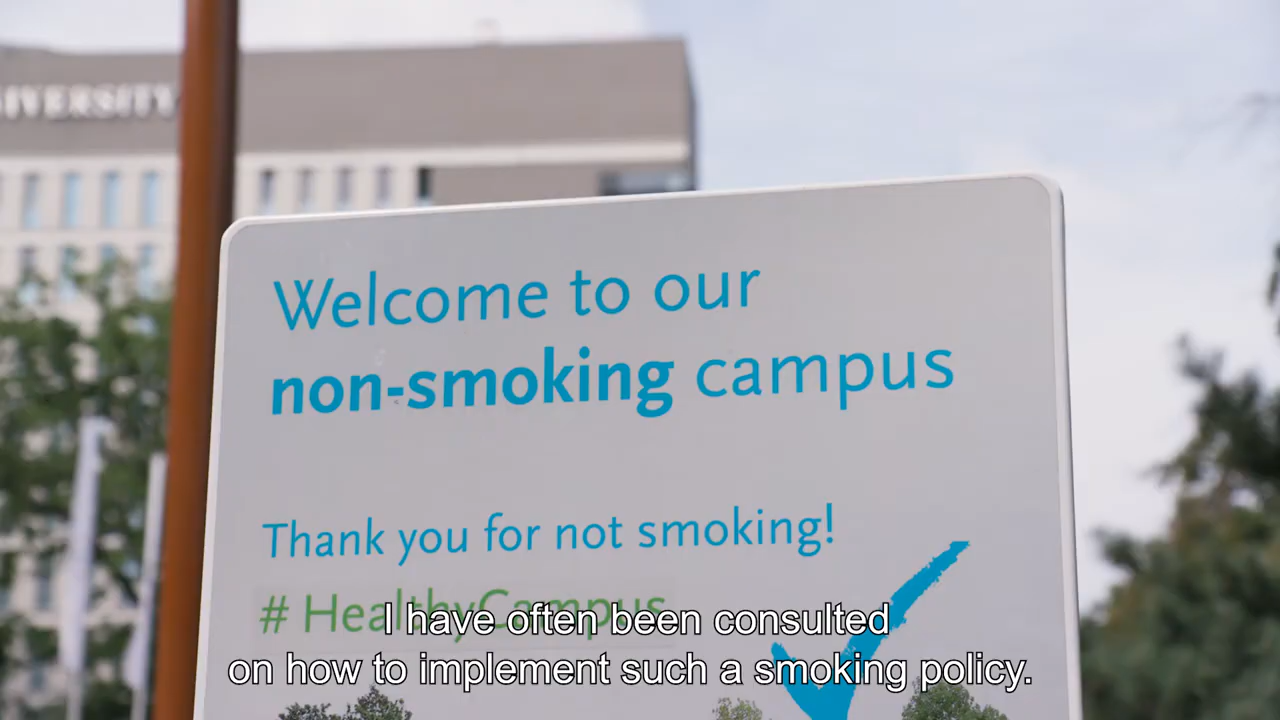 Welcome to our
non-smoking campus
Thank you for not smoking!
# HealthyCampus
I have often been consulted
on how to implement such a smoking policy.